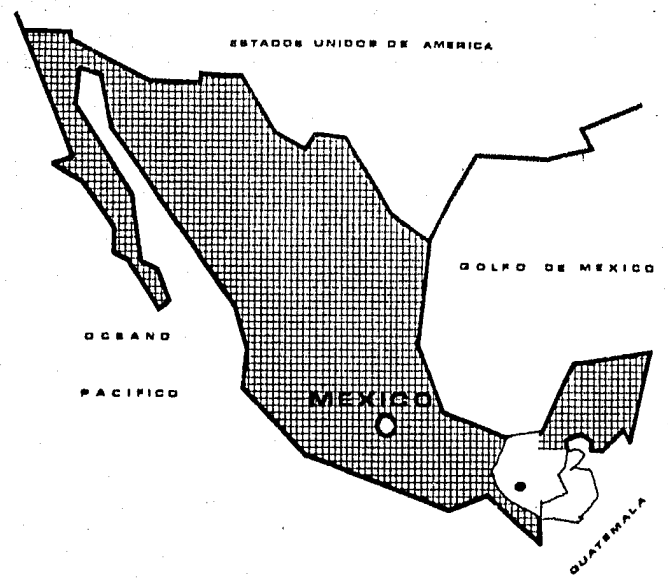 ESTADOS UNIDOS DE AMERICA
GOLFO DE MEXICO
OCEANO
PACIFICO
MEXICO
GUATEMALA